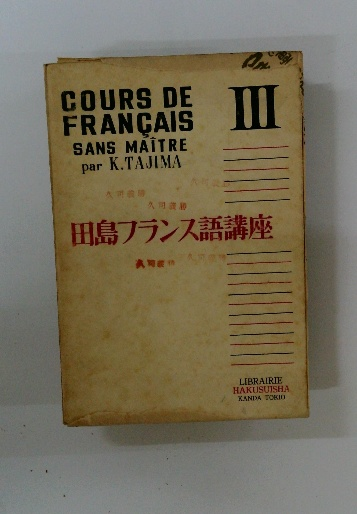 COURS DE
FRANÇAIS
SANS MAÎTRE
par K.TAJIMA
III
田島フランス語講座
LIBRAIRIE
HAKUSUISHA
KANDA TOKIO